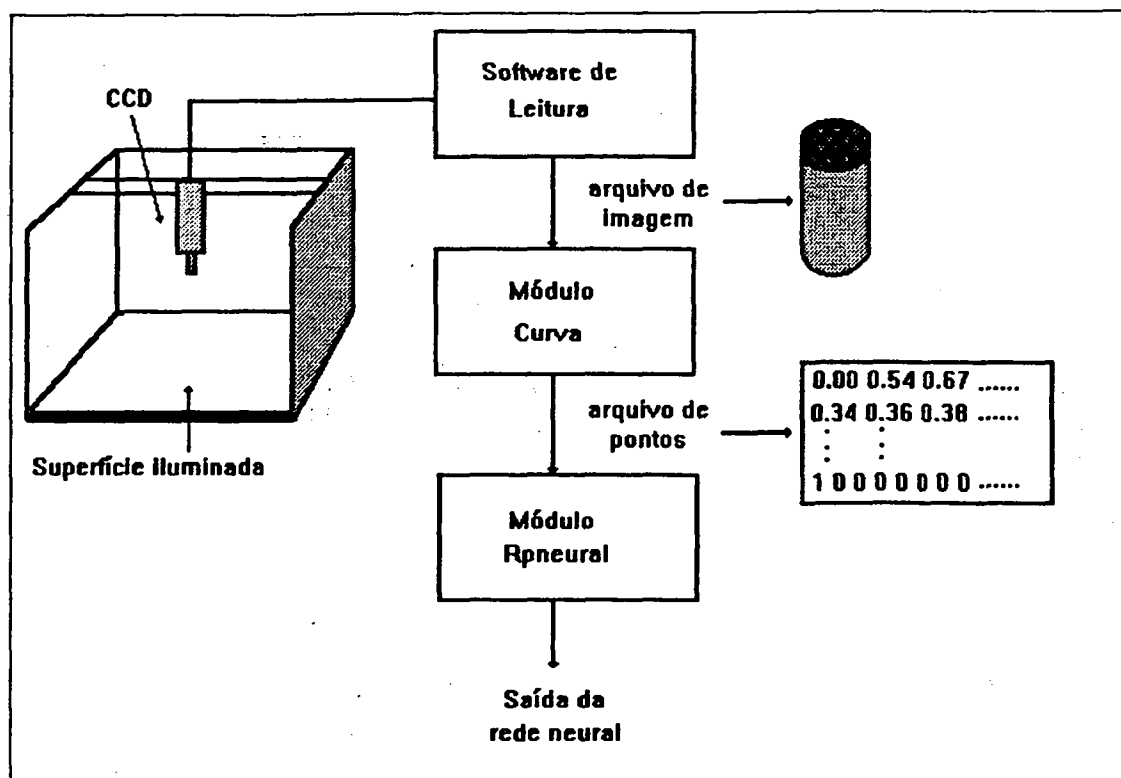 Software de
Leitura
CCD
arquivo de
imagem
Módulo
Curva
0.00 0.54 0.67 ......
0.34 0.36 0.38 ......
1 0 0 0 0 0 0 0 ......
arquivo de
pontos
Superfície iluminada
Módulo
Rpneural
Saída da
rede neural